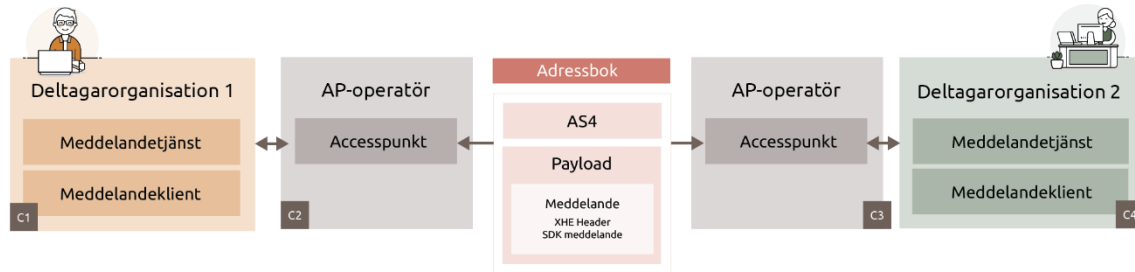 Deltagarorganisation 1
Meddelandetjänst
Meddelandeklient
C1
AP-operatör
Accesspunkt
C2
Adressbok
AS4
Payload
Meddelande
XHE Header
SDK meddelande
AP-operatör
Accesspunkt
C3
Deltagarorganisation 2
Meddelandetjänst
Meddelandeklient
C4